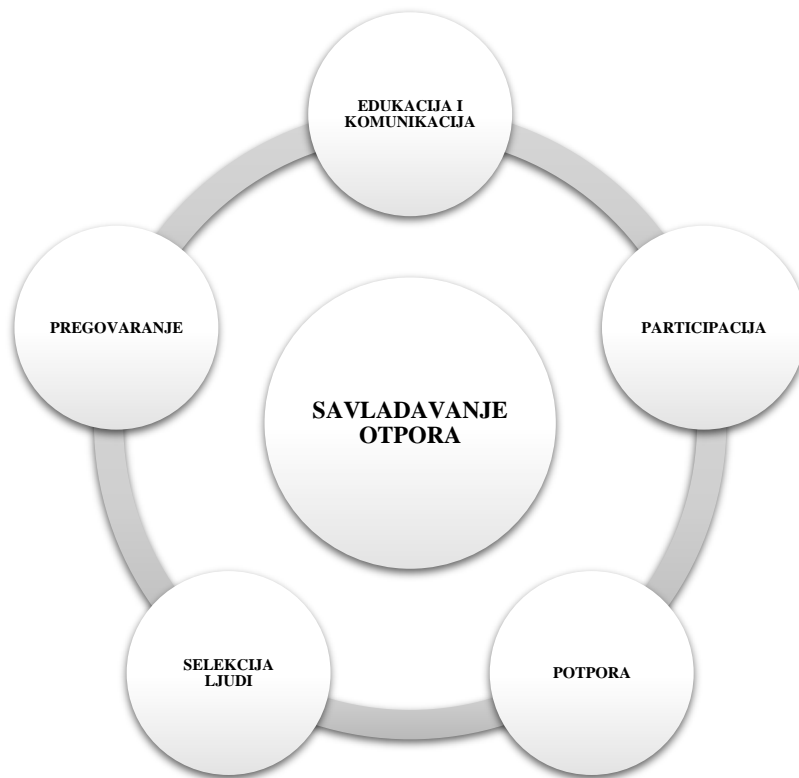 EDUKACIJA I
KOMUNIKACIJA
PREGOVARANJE
PARTICIPACIJA
SAVLADAVANJE
OTPORA
SELEKCIJA
LJUDI
POTPORA